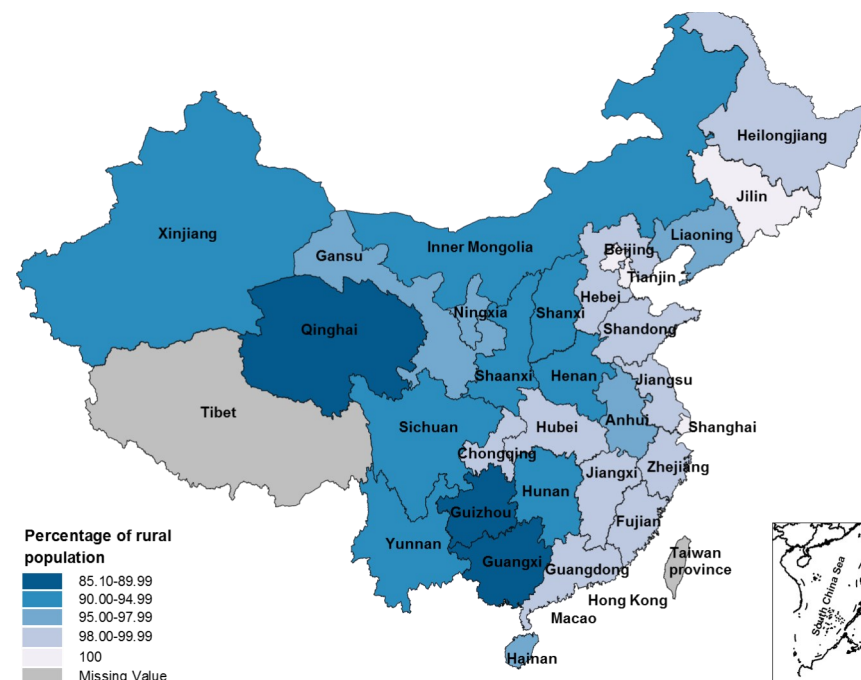 Heilongjiang
Jilin
Xinjiang
Liaoning
Inner Mongolia
Beijing
Gansu
Tianjin
Hebei
Ningxia
Shanxi
Qinghai
Shandong
Shaanxi
Henan
Jiangsu
Tibet
Anhui
Sichuan
Hubei
Shanghai
Chongqing
Zhejiang
Jiangxi
Hunan
Guizhou
Fujian
Yunnan
Taiwan
province
Guangxi
Guangdong
Hong Kong
Macao
Hainan
South China Sea
Percentage of rural
population
85.10-89.99
90.00-94.99
95.00-97.99
98.00-99.99
100
Missing Value